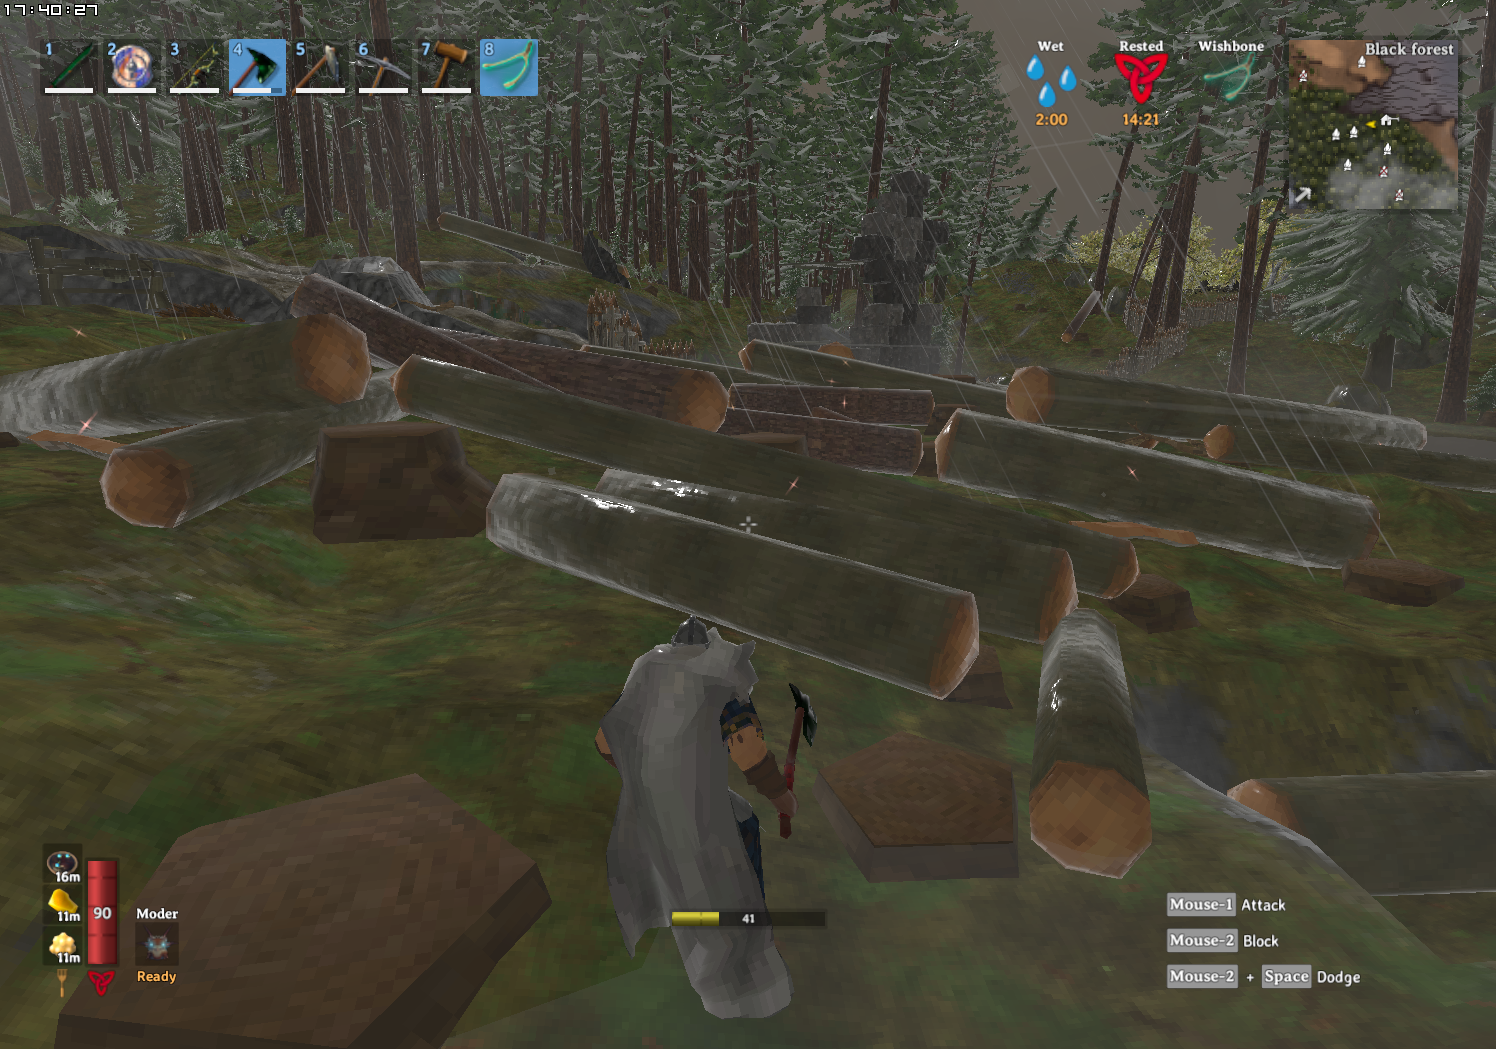 17:40:27
1 2 3 4 5 6 7 8
Wet Rested Wishbone
2:00 14:21
Black forest
16m
11m
11m
90
Moder
Ready
41
Mouse-1 Attack
Mouse-2 Block
Mouse-2 + Space Dodge